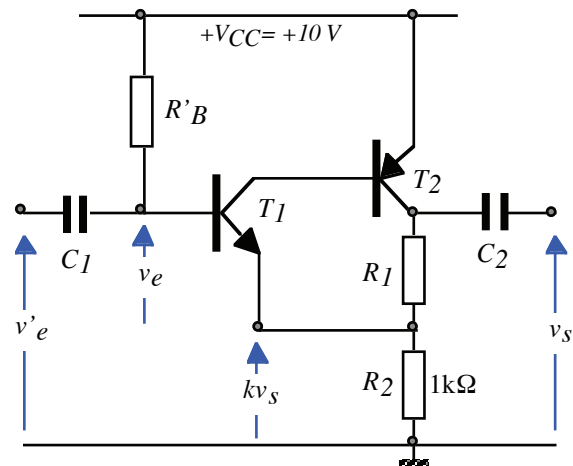 +VCC= +10 V
R'B
T2
T1
C1
C2
R1
ve
v'e
vs
kvs
R2 1kΩ